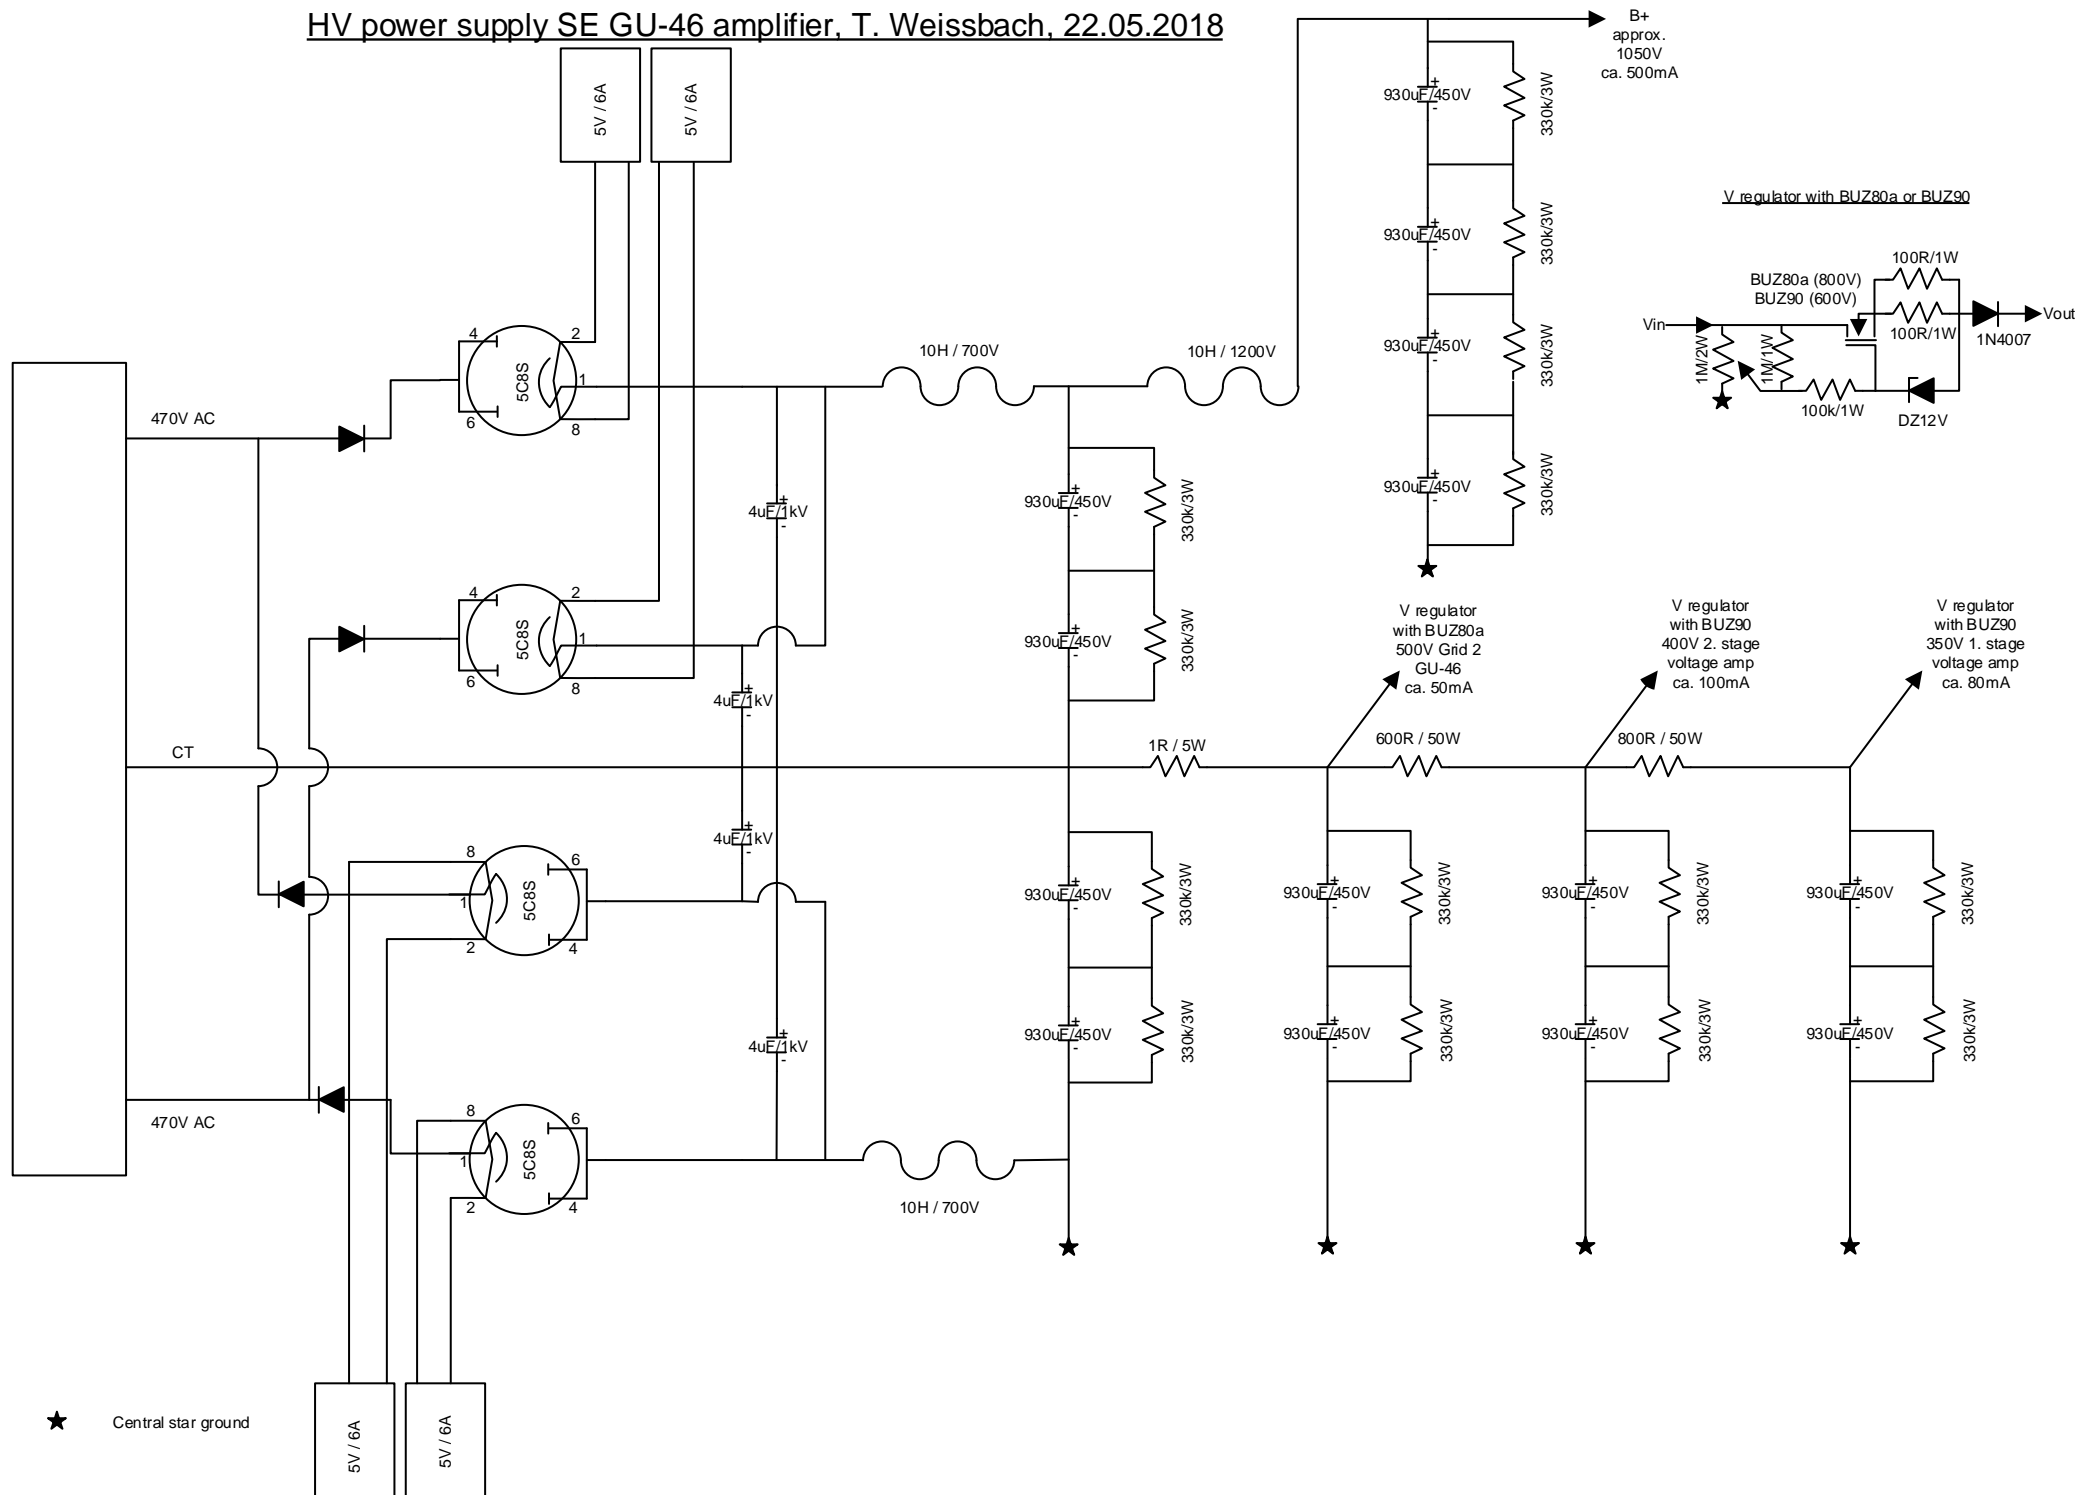 HV power supply SE GU-46 amplifier, T. Weissbach, 22.05.2018
B+
approx.
1050V
ca. 500mA
5V / 6A
5V / 6A
930uF/450V
+
-
330k/3W
930uF/450V
+
-
330k/3W
930uF/450V
+
-
330k/3W
930uF/450V
+
-
330k/3W
V regulator with BUZ80a or BUZ90
BUZ80a (800V)
BUZ90 (600V)
100R/1W
100R/1W
Vin
Vout
1N4007
1M/2W
1M/1W
100k/1W
DZ12V
470V AC
4
6
5C8S
2
1
8
10H / 700V
10H / 1200V
4
6
5C8S
2
1
8
4uF/1kV
+
-
4uF/1kV
+
-
930uF/450V
+
-
330k/3W
930uF/450V
+
-
330k/3W
CT
1R / 5W
V regulator
with BUZ80a
500V Grid 2
GU-46
ca. 50mA
600R / 50W
V regulator
with BUZ90
400V 2. stage
voltage amp
ca. 100mA
800R / 50W
V regulator
with BUZ90
350V 1. stage
voltage amp
ca. 80mA
4uF/1kV
+
-
8
1
2
5C8S
6
4
930uF/450V
+
-
330k/3W
930uF/450V
+
-
330k/3W
930uF/450V
+
-
330k/3W
930uF/450V
+
-
330k/3W
4uF/1kV
+
-
930uF/450V
+
-
330k/3W
930uF/450V
+
-
330k/3W
930uF/450V
+
-
330k/3W
930uF/450V
+
-
330k/3W
470V AC
8
1
2
5C8S
6
4
10H / 700V
5V / 6A
5V / 6A
Central star ground